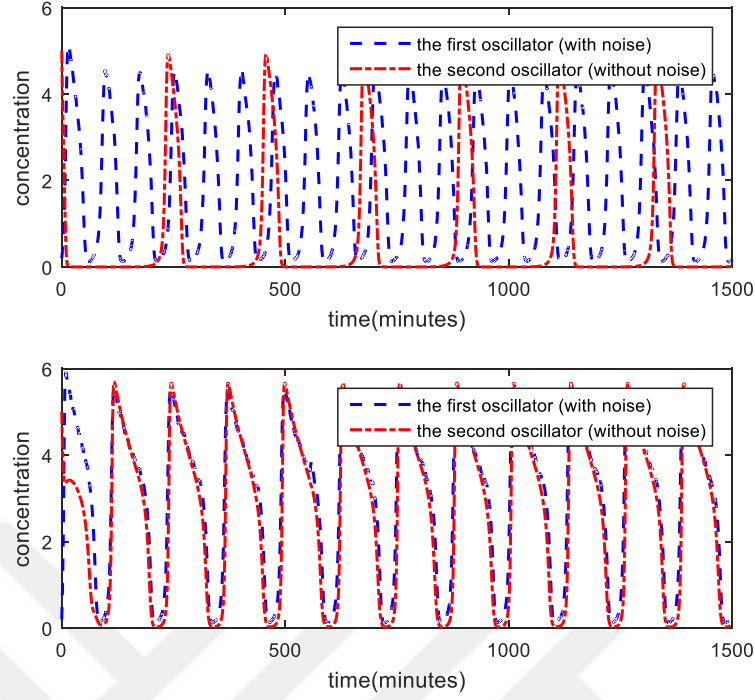 6
4
2
0
concentration
the first oscillator (with noise)
the second oscillator (without noise)
0
500
1000
1500
time(minutes)
6
4
2
0
concentration
the first oscillator (with noise)
the second oscillator (without noise)
0
500
1000
1500
time(minutes)